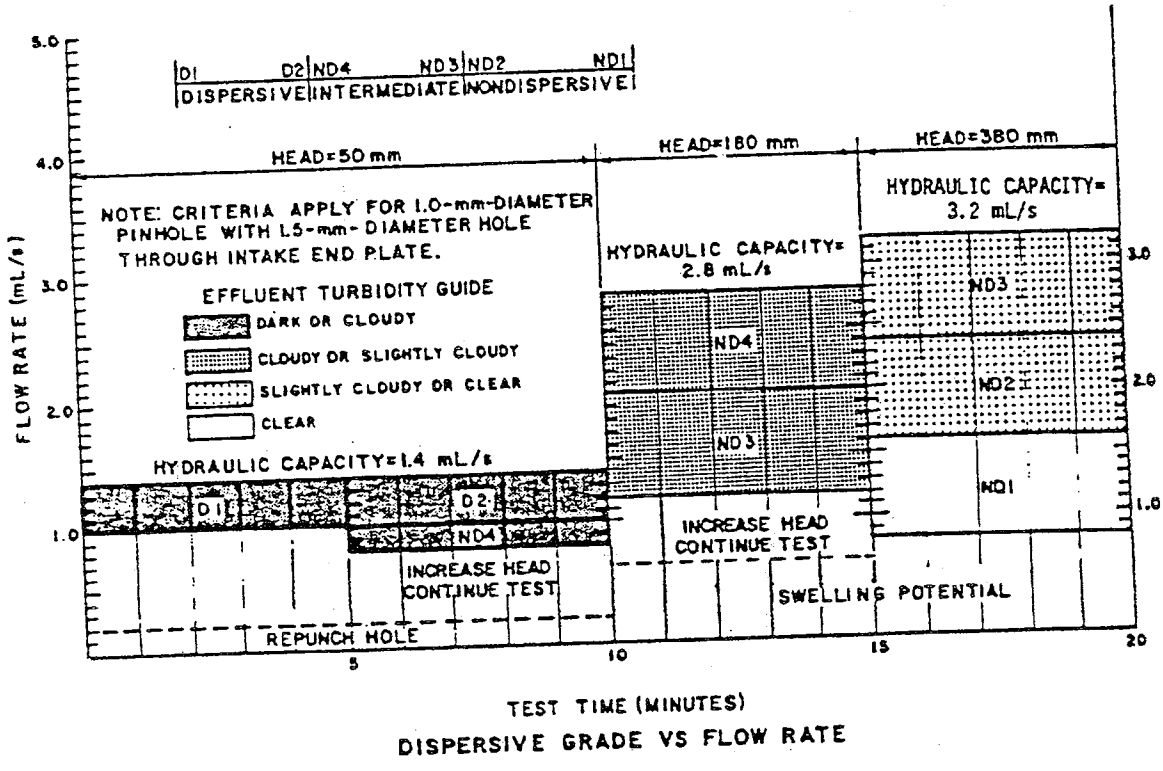 5.0
D1 D2 ND4 ND3 ND2 ND1
DISPERSIVE INTERMEDIATE NONDISPERSIVE
4.0
HEAD=50 mm
HEAD=180 mm
HEAD=380 mm
NOTE: CRITERIA APPLY FOR 1.0-mm-DIAMETER
PINHOLE WITH 1.5-mm-DIAMETER HOLE
THROUGH INTAKE END PLATE.
HYDRAULIC CAPACITY=
2.8 mL/s
HYDRAULIC CAPACITY=
3.2 mL/s
FLOW RATE (mL/s)
3.0
EFFLUENT TURBIDITY GUIDE
DARK OR CLOUDY
CLOUDY OR SLIGHTLY CLOUDY
SLIGHTLY CLOUDY OR CLEAR
CLEAR
2.0
HYDRAULIC CAPACITY=1.4 mL/s
D1
D2
ND4
1.0
INCREASE HEAD
CONTINUE TEST
REPUNCH HOLE
ND4
ND3
INCREASE HEAD
CONTINUE TEST
ND3
ND2
ND1
3.0
2.0
1.0
SWELLING POTENTIAL
5 10 15 20
TEST TIME (MINUTES)
DISPERSIVE GRADE VS FLOW RATE